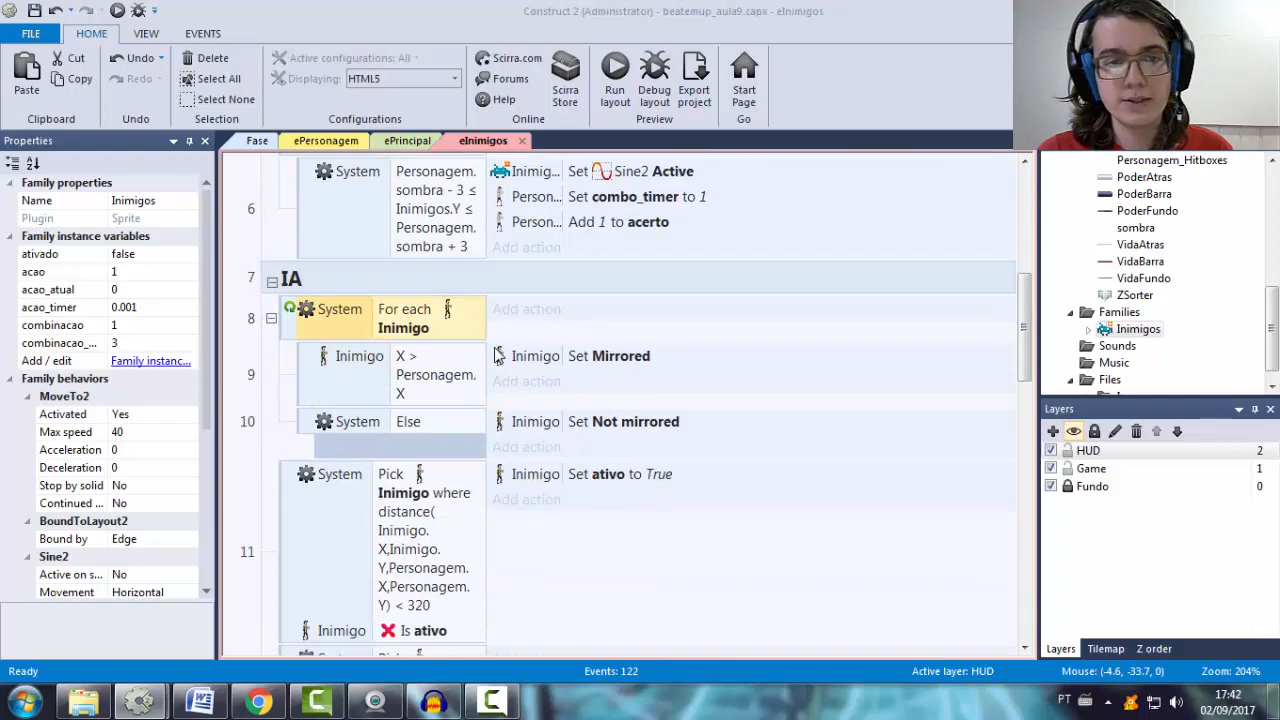 Construct 2 (Administrator) - beatemup_aula9.capx - eInimigos
FILE HOME VIEW EVENTS
Paste Cut Copy
Clipboard
Undo Redo
Undo
Delete Select All Select None
Selection
Active configurations: All
Displaying: HTML5
Configurations
Scirra.com Forums Help Scirra Store
Online
Run layout Debug layout Export project
Preview
Start Page
Go
Properties
Family properties
Name Inimigos
Plugin Sprite
Family instance variables
ativado false
acao 1
acao_atual 0
acao_timer 0.001
combinacao 1
combinacao_... 3
Add / edit Family instanc...
Family behaviors
MoveTo2
Activated Yes
Max speed 40
Acceleration 0
Deceleration 0
Stop by solid No
Continued ... No
BoundToLayout2
Bound by Edge
Sine2
Active on s... No
Movement Horizontal
Fase ePersonagem ePrincipal eInimigos
6
System
Personagem.
sombra - 3 ≤
Inimigos.Y ≤
Personagem.
sombra + 3
Inimig... Set Sine2 Active
Person... Set combo_timer to 1
Person... Add 1 to acerto
Add action
7 IA
8 System For each
Inimigo
Add action
9 Inimigo X >
Personagem.
X
Inimigo Set Mirrored
Add action
10 System Else
Inimigo Set Not mirrored
Add action
11
System Pick
Inimigo where
distance(
Inimigo.
X,Inimigo.
Y,Personagem.
X,Personagem.
Y) < 320
Inimigo Is ativo
Inimigo Set ativo to True
Add action
Personagem_Hitboxes
PoderAtras
PoderBarra
PoderFundo
sombra
VidaAtras
VidaBarra
VidaFundo
ZSorter
Families
Inimigos
Sounds
Music
Files
Layers
HUD 2
Game 1
Fundo 0
Layers Tilemap Z order
Ready
Events: 122
Active layer: HUD
Mouse: (-4.6, -33.7, 0)
Zoom: 204%
PT
17:42
02/09/2017